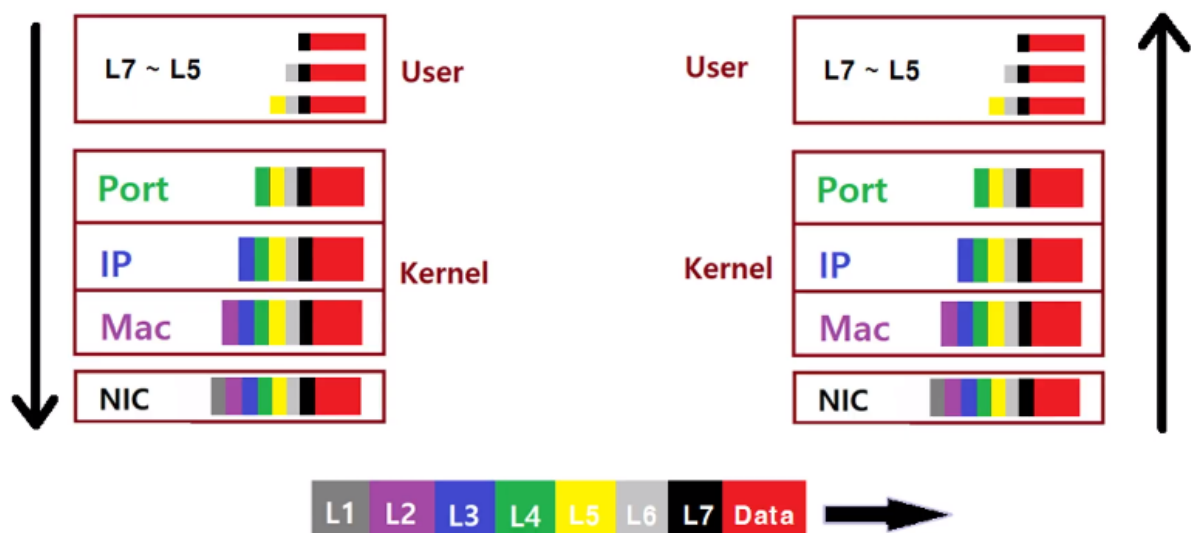 L7 ~ L5
User
Port
IP
Kernel
Mac
NIC
User
L7 ~ L5
Port
Kernel
IP
Mac
NIC
L1 L2 L3 L4 L5 L6 L7 Data